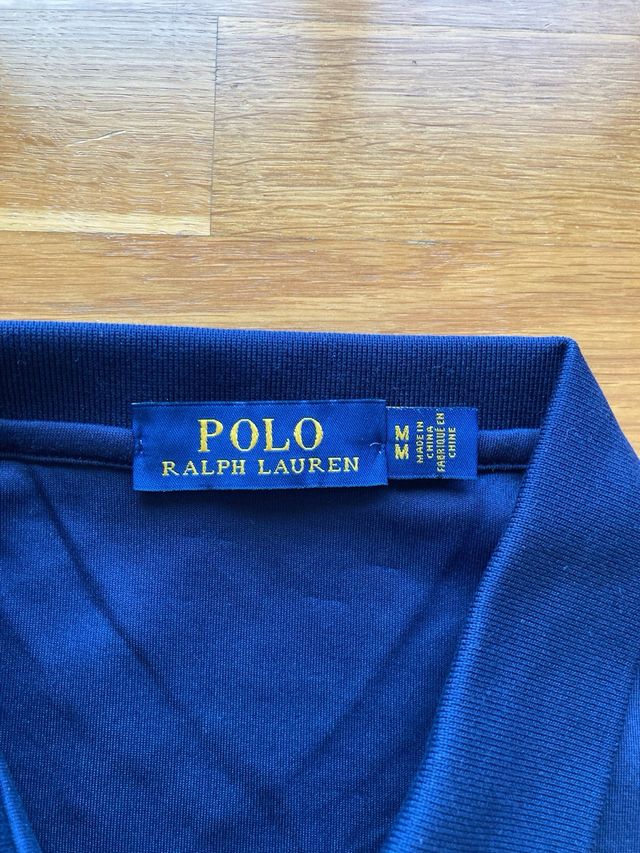 POLO
RALPH LAUREN
M
M
MADE IN
CHINA
FABRIQUÉ EN
CHINE